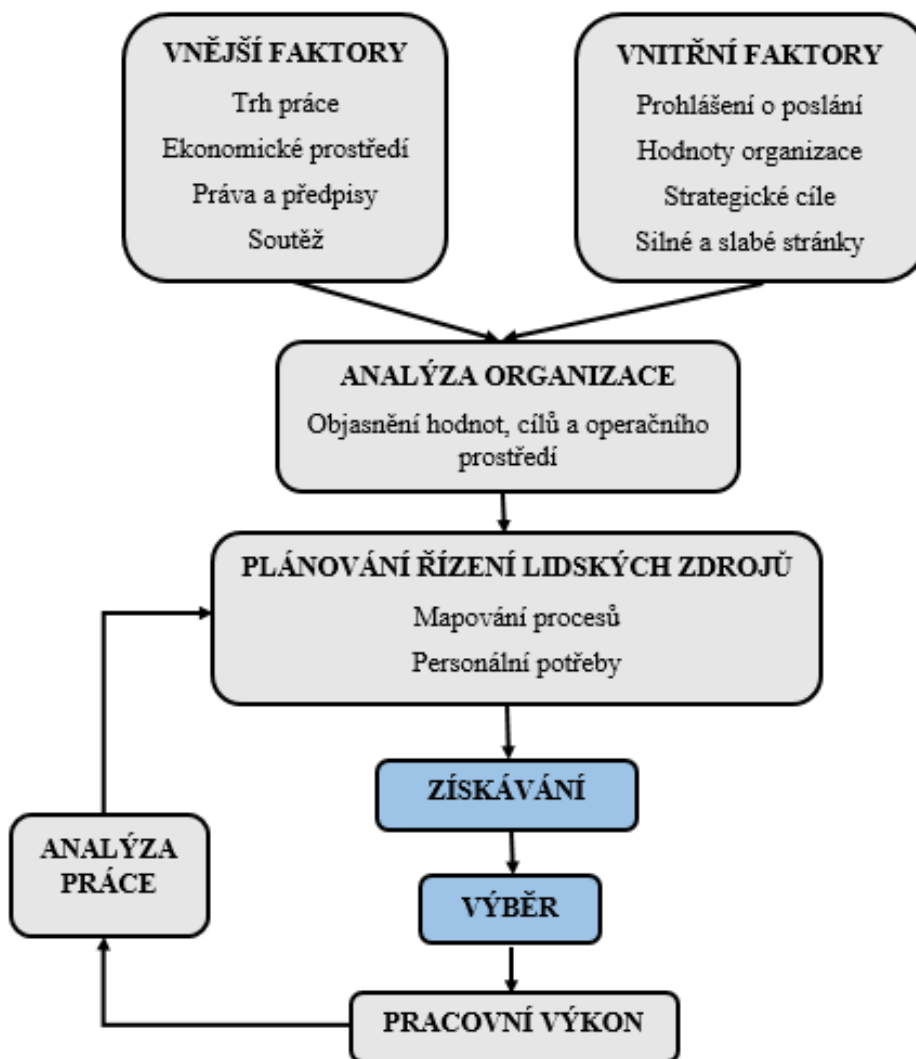 VNĚJŠÍ FAKTORY
Trh práce
Ekonomické prostředí
Práva a předpisy
Soutěž
VNITŘNÍ FAKTORY
Prohlášení o poslání
Hodnoty organizace
Strategické cíle
Silné a slabé stránky
ANALÝZA ORGANIZACE
Objasnění hodnot, cílů a operačního
prostředí
PLÁNOVÁNÍ ŘÍZENÍ LIDSKÝCH ZDROJŮ
Mapování procesů
Personální potřeby
ZÍSKÁVÁNÍ
ANALÝZA
PRÁCE
VÝBĚR
PRACOVNÍ VÝKON